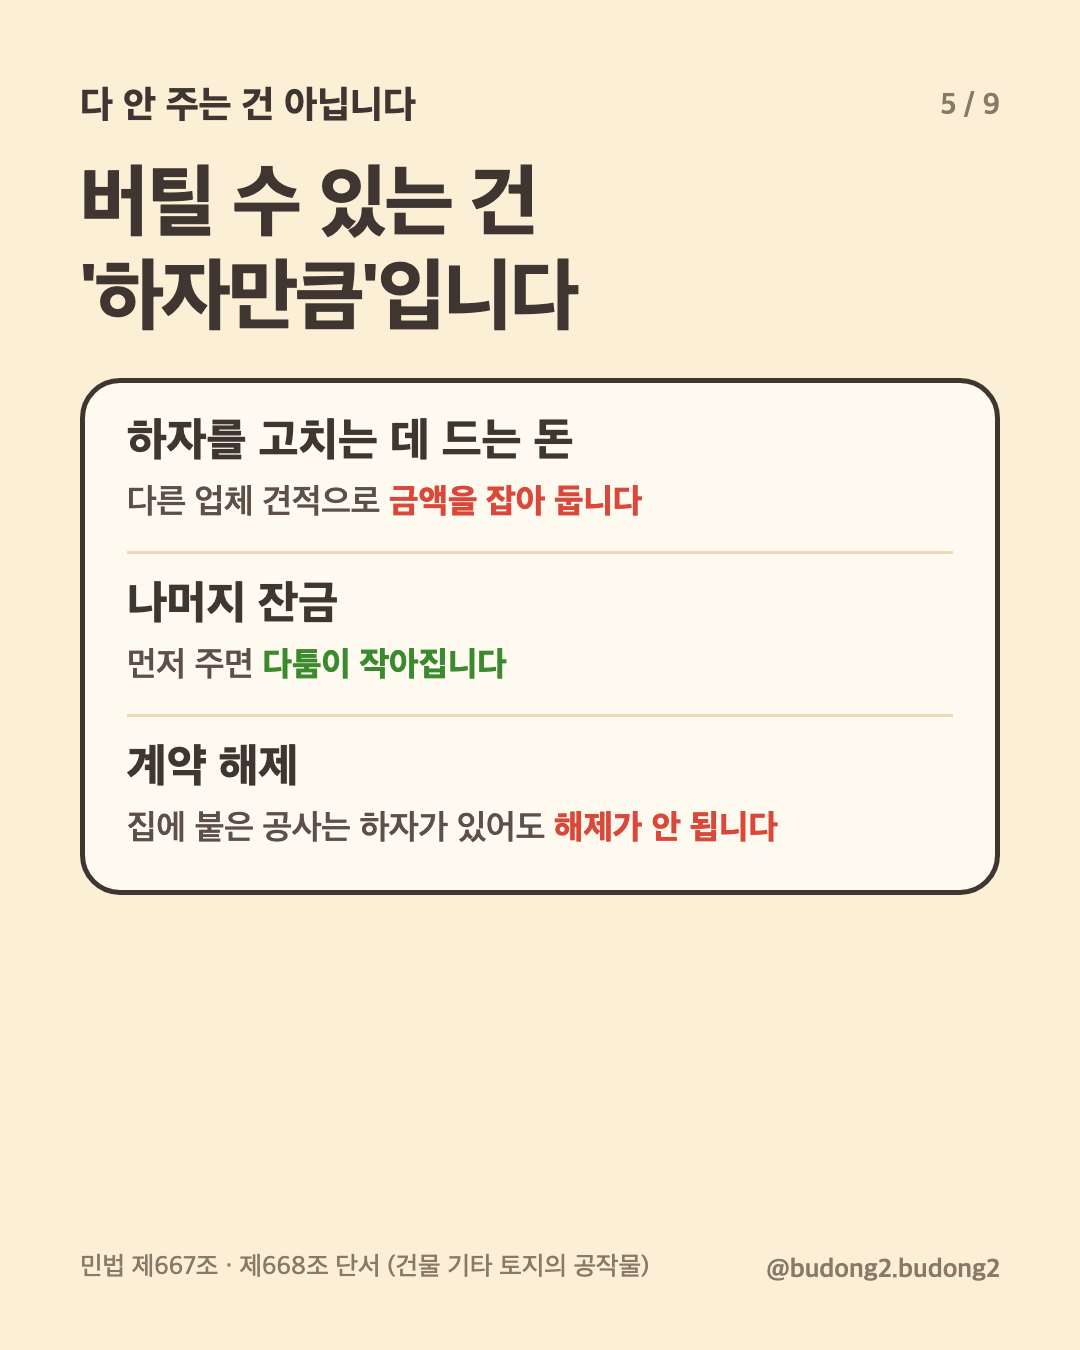 다 안 주는 건 아닙니다
5 / 9
버틸 수 있는 건
'하자만큼'입니다
하자를 고치는 데 드는 돈
다른 업체 견적으로 금액을 잡아 둡니다
나머지 잔금
먼저 주면 다툼이 작아집니다
계약 해제
집에 붙은 공사는 하자가 있어도 해제가 안 됩니다
민법 제667조 · 제668조 단서 (건물 기타 토지의 공작물)
@budong2.budong2